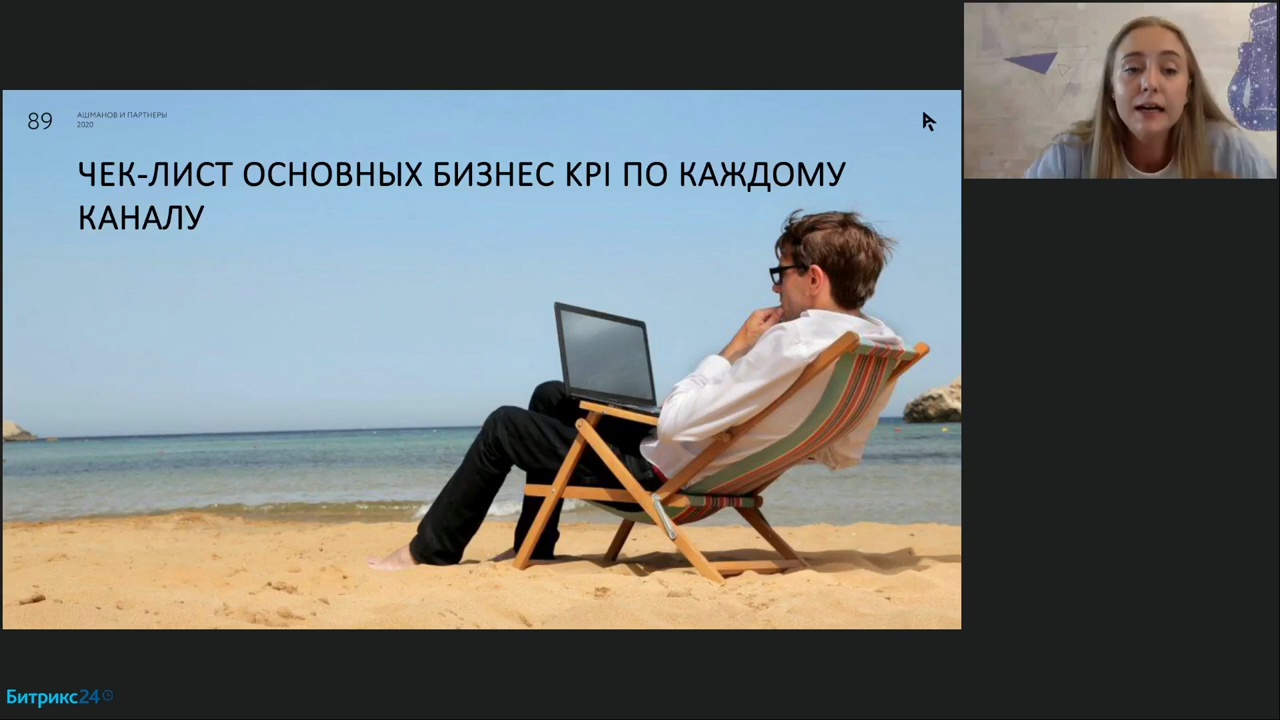 89
АШМАНОВ И ПАРТНЕРЫ
2020
ЧЕК-ЛИСТ ОСНОВНЫХ БИЗНЕС KPI ПО КАЖДОМУ
КАНАЛУ
Битрикс24